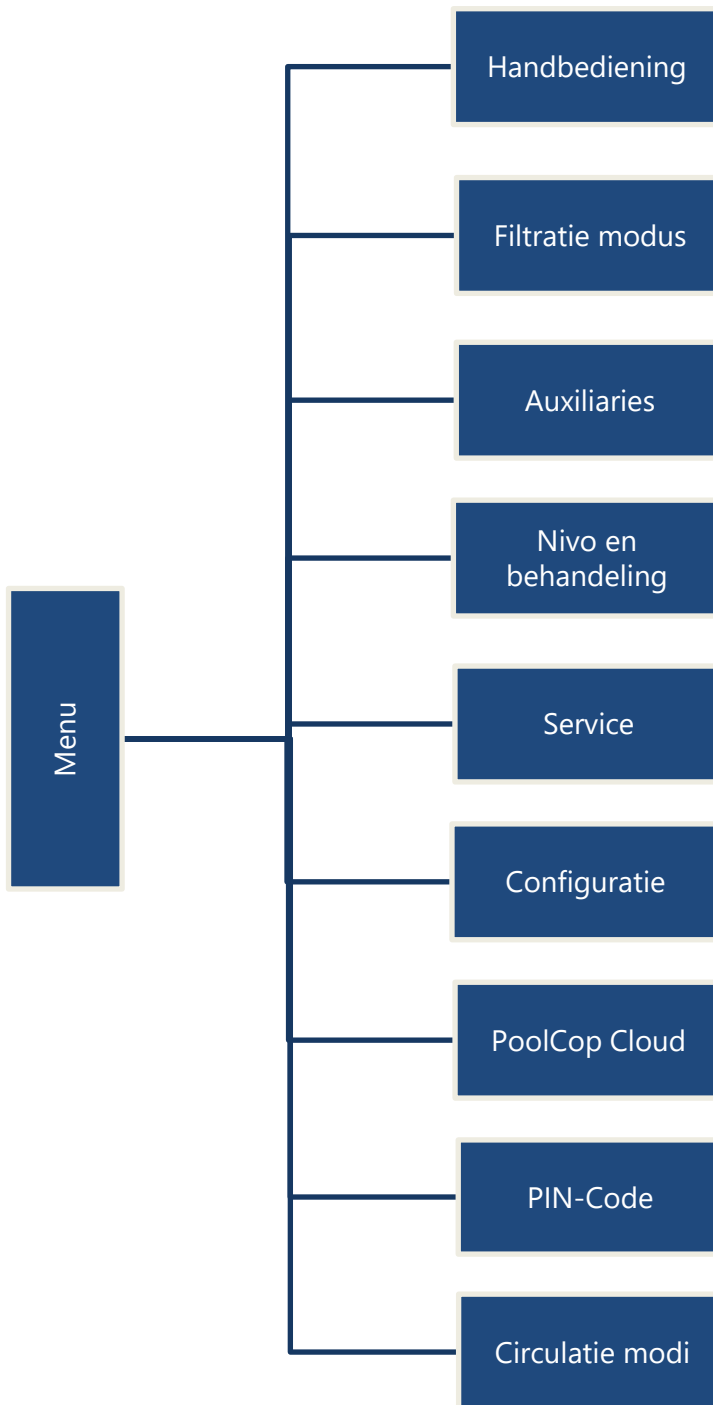 Menu
Handbediening
Filtratie modus
Auxiliaries
Nivo en
behandeling
Service
Configuratie
PoolCop Cloud
PIN-Code
Circulatie modi